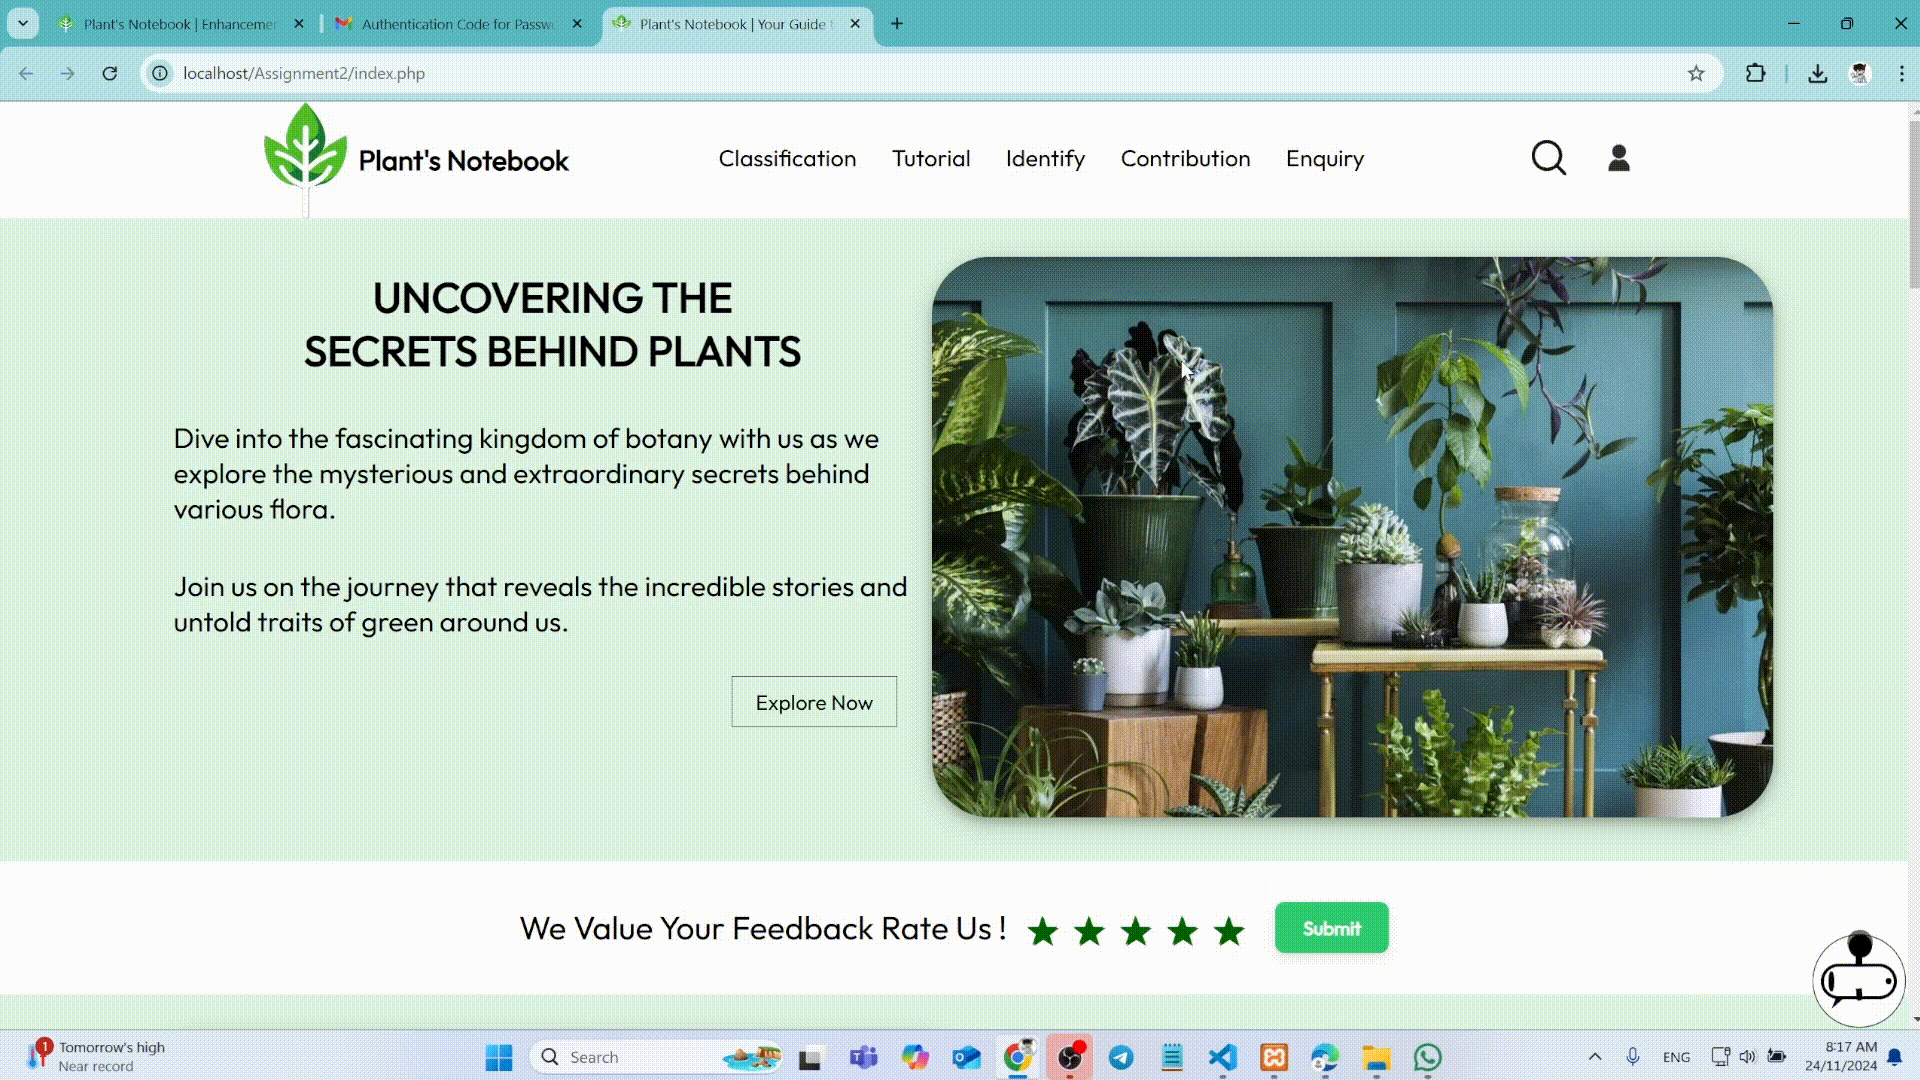 Plant's Notebook | Enhancemen
Authentication Code for Passw
Plant's Notebook | Your Guide
localhost/Assignment2/index.php
Plant's Notebook
Classification
Tutorial
Identify
Contribution
Enquiry
UNCOVERING THE
SECRETS BEHIND PLANTS
Dive into the fascinating kingdom of botany with us as we
explore the mysterious and extraordinary secrets behind
various flora.
Join us on the journey that reveals the incredible stories and
untold traits of green around us.
Explore Now
We Value Your Feedback Rate Us !
Submit
1
Tomorrow's high
Near record
Search
ENG
8:17 AM
24/11/2024